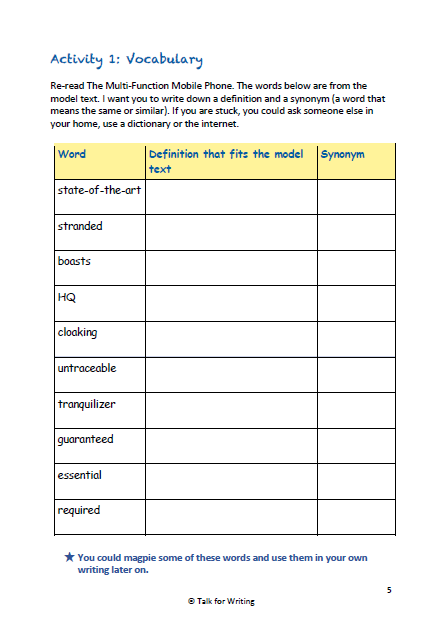 Activity 1: Vocabulary
Re-read The Multi-Function Mobile Phone. The words below are from the
model text. I want you to write down a definition and a synonym (a word that
means the same or similar). If you are stuck, you could ask someone else in
your home, use a dictionary or the internet.
Word Definition that fits the model Synonym
text
state-of-the-art
stranded
boasts
HQ
cloaking
untraceable
tranquilizer
guaranteed
essential
required
★ You could magpie some of these words and use them in your own
writing later on.
5
© Talk for Writing